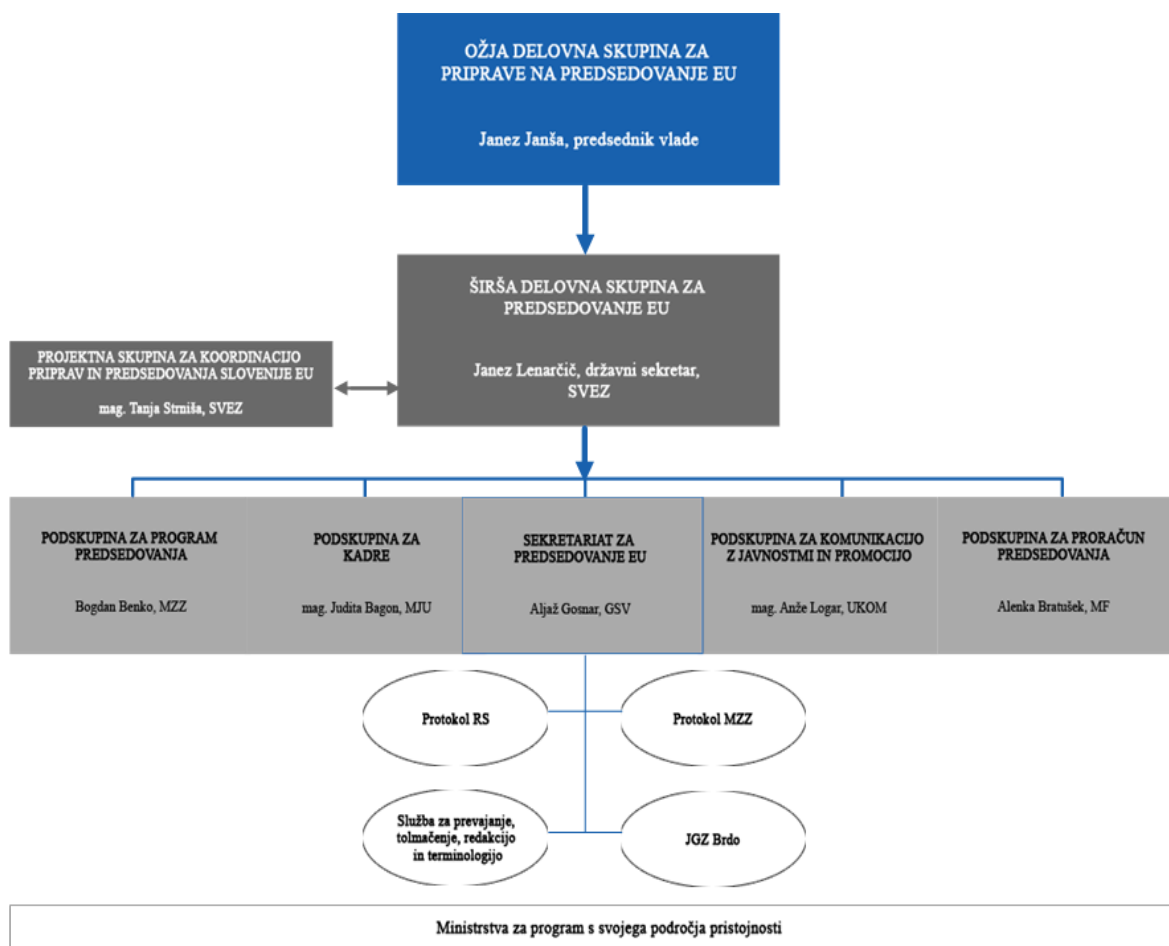 OŽJA DELOVNA SKUPINA ZA
PRIPRAVE NA PREDSEDOVANJE EU
Janez Janša, predsednik vlade
ŠIRŠA DELOVNA SKUPINA ZA
PREDSEDOVANJE EU
Janez Lenarčič, državni sekretar,
SVEZ
PROJEKTNA SKUPINA ZA KOORDINACIJO
PRIPRAV IN PREDSEDOVANJA SLOVENIJE EU
mag. Tanja Strniša, SVEZ
PODSKUPINA ZA PROGRAM
PREDSEDOVANJA
Bogdan Benko, MZZ
PODSKUPINA ZA
KADRE
mag. Judita Bagon, MJU
SEKRETARIAT ZA
PREDSEDOVANJE EU
Aljaž Gosnar, GSV
PODSKUPINA ZA KOMUNIKACIJO
Z JAVNOSTMI IN PROMOCIJO
mag. Anže Logar, UKOM
PODSKUPINA ZA PRORAČUN
PREDSEDOVANJA
Alenka Bratušek, MF
Protokol RS
Protokol MZZ
Služba za prevajanje,
tolmačenje, redakcijo
in terminologijo
JGZ Brdo
Ministrstva za program s svojega področja pristojnosti